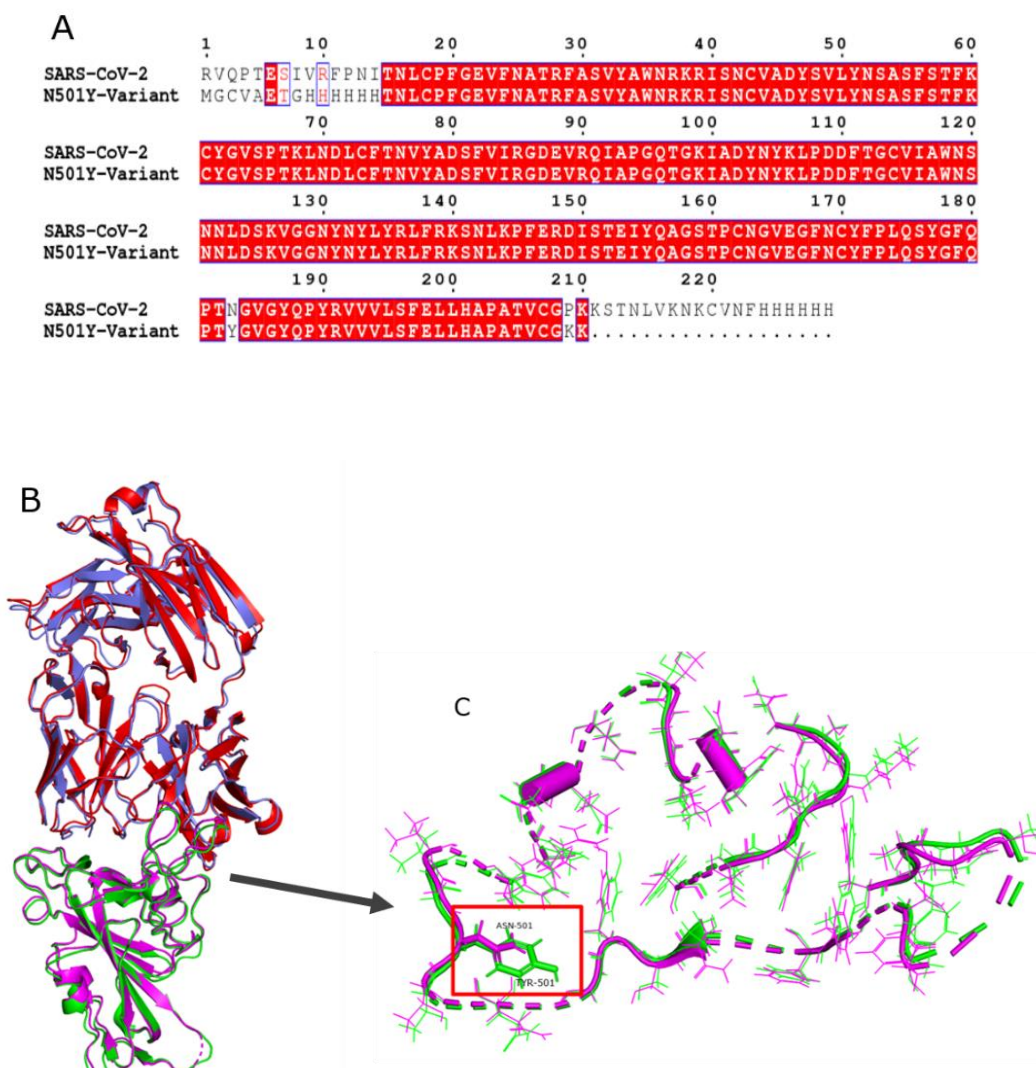 A
1 10 20 30 40 50 60
SARS-CoV-2 RVQPTESIVRFPNITNLCPFGEVFNATRFASVYAWNRKRISNCVADYSVLYNSASFSTFK
N501Y-Variant MGCVAETGHHHHHHTNLCPFGEVFNATRFASVYAWNRKRISNCVADYSVLYNSASFSTFK
70 80 90 100 110 120
SARS-CoV-2 CYGVSPTKLNDLCFTNVYADSFVIRGDEVRQIAPGQTGKIADYNYKLPDDFTGCVIAWNS
N501Y-Variant CYGVSPTKLNDLCFTNVYADSFVIRGDEVRQIAPGQTGKIADYNYKLPDDFTGCVIAWNS
130 140 150 160 170 180
SARS-CoV-2 NNLDSKVGGNYNYLYRLFRKSNLKPFERDISTEIYQAGSTPCNGVEGFNCYFPLQSYGFQ
N501Y-Variant NNLDSKVGGNYNYLYRLFRKSNLKPFERDISTEIYQAGSTPCNGVEGFNCYFPLQSYGFQ
190 200 210 220
SARS-CoV-2 PTNGVGYQPYRVVVLSFELLHAPATVCGPKKSTNLVKNKCVNFHHHHHH
N501Y-Variant PTYGVGYQPYRVVVLSFELLHAPATVCGKK...................
B
C
ASN-501
TYR-501